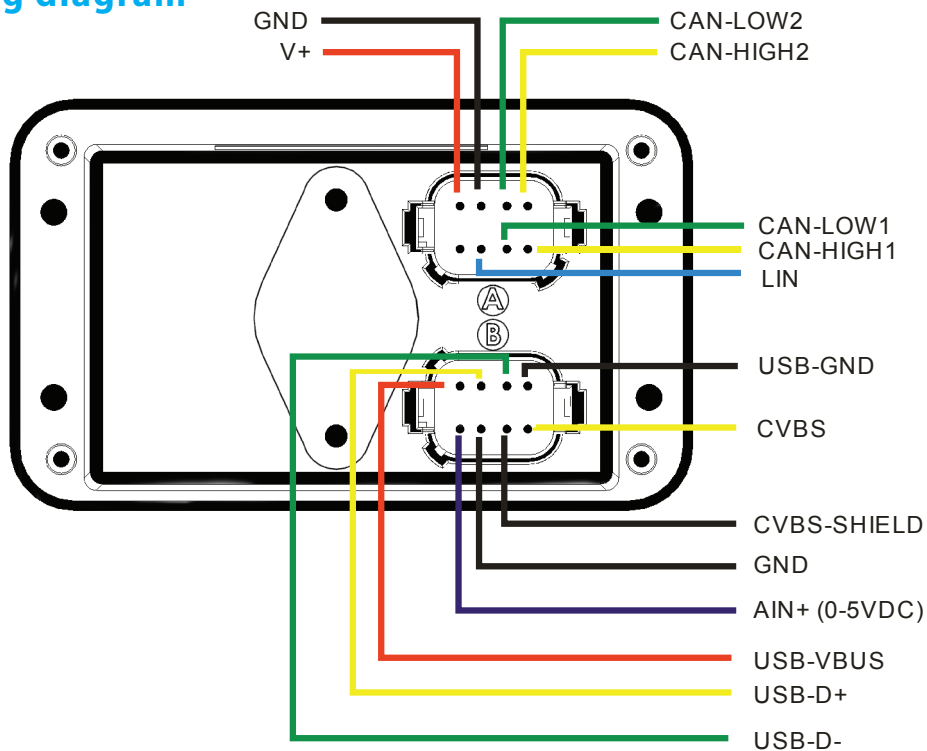 g diagram
GND
CAN-LOW2
V+
CAN-HIGH2
CAN-LOW1
CAN-HIGH1
LIN
A
B
USB-GND
CVBS
CVBS-SHIELD
GND
AIN+ (0-5VDC)
USB-VBUS
USB-D+
USB-D-